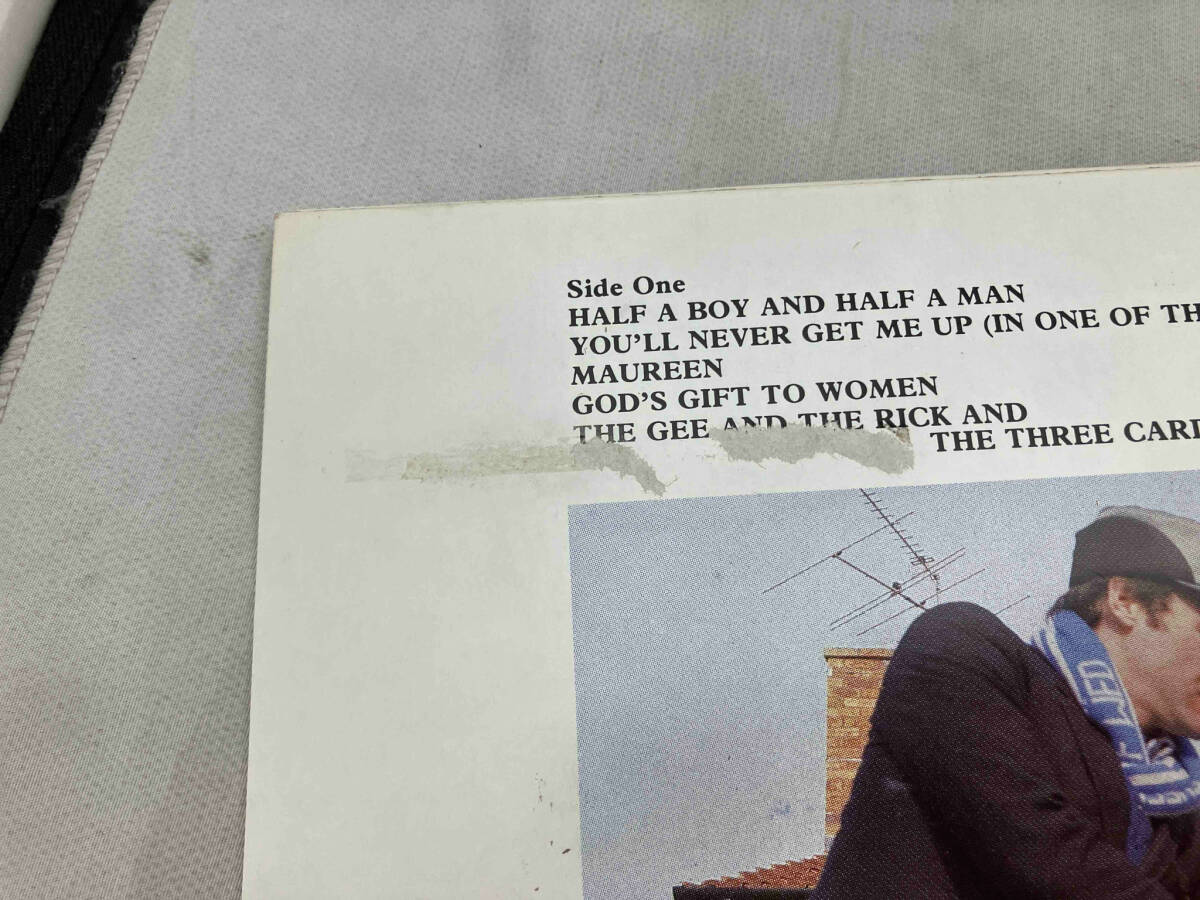 Side One
HALF A BOY AND HALF A MAN
YOU'LL NEVER GET ME UP (IN ONE OF TH
MAUREEN
GOD'S GIFT TO WOMEN
THE GEE AND THE RICK AND
THE THREE CARD